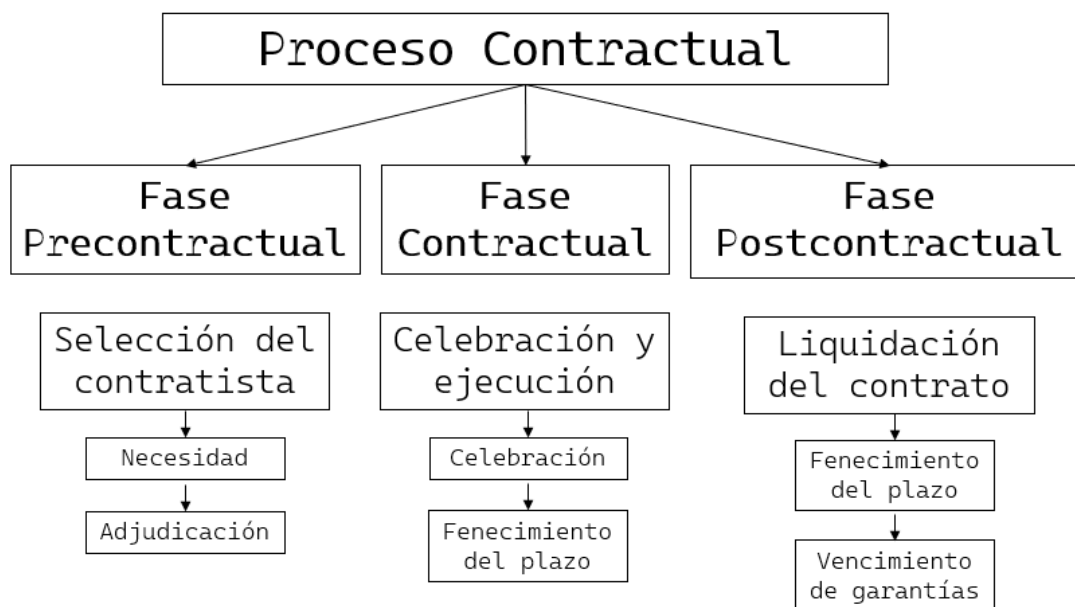 Proceso Contractual
Fase
Precontractual
Fase
Contractual
Fase
Postcontractual
Selección del
contratista
Necesidad
Adjudicación
Celebración y
ejecución
Celebración
Fenecimiento
del plazo
Liquidación
del contrato
Fenecimiento
del plazo
Vencimiento
de garantías